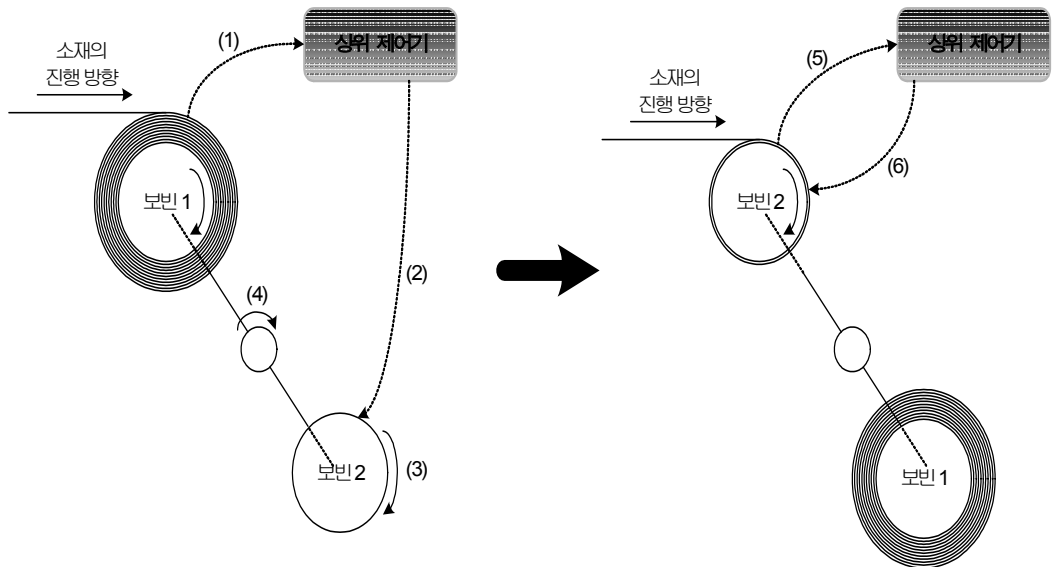 소재의
진행 방향
(1)
상위 제어기
보빈 1
(2)
(4)
보빈 2
(3)
소재의
진행 방향
(5)
상위 제어기
보빈 2
(6)
보빈 1